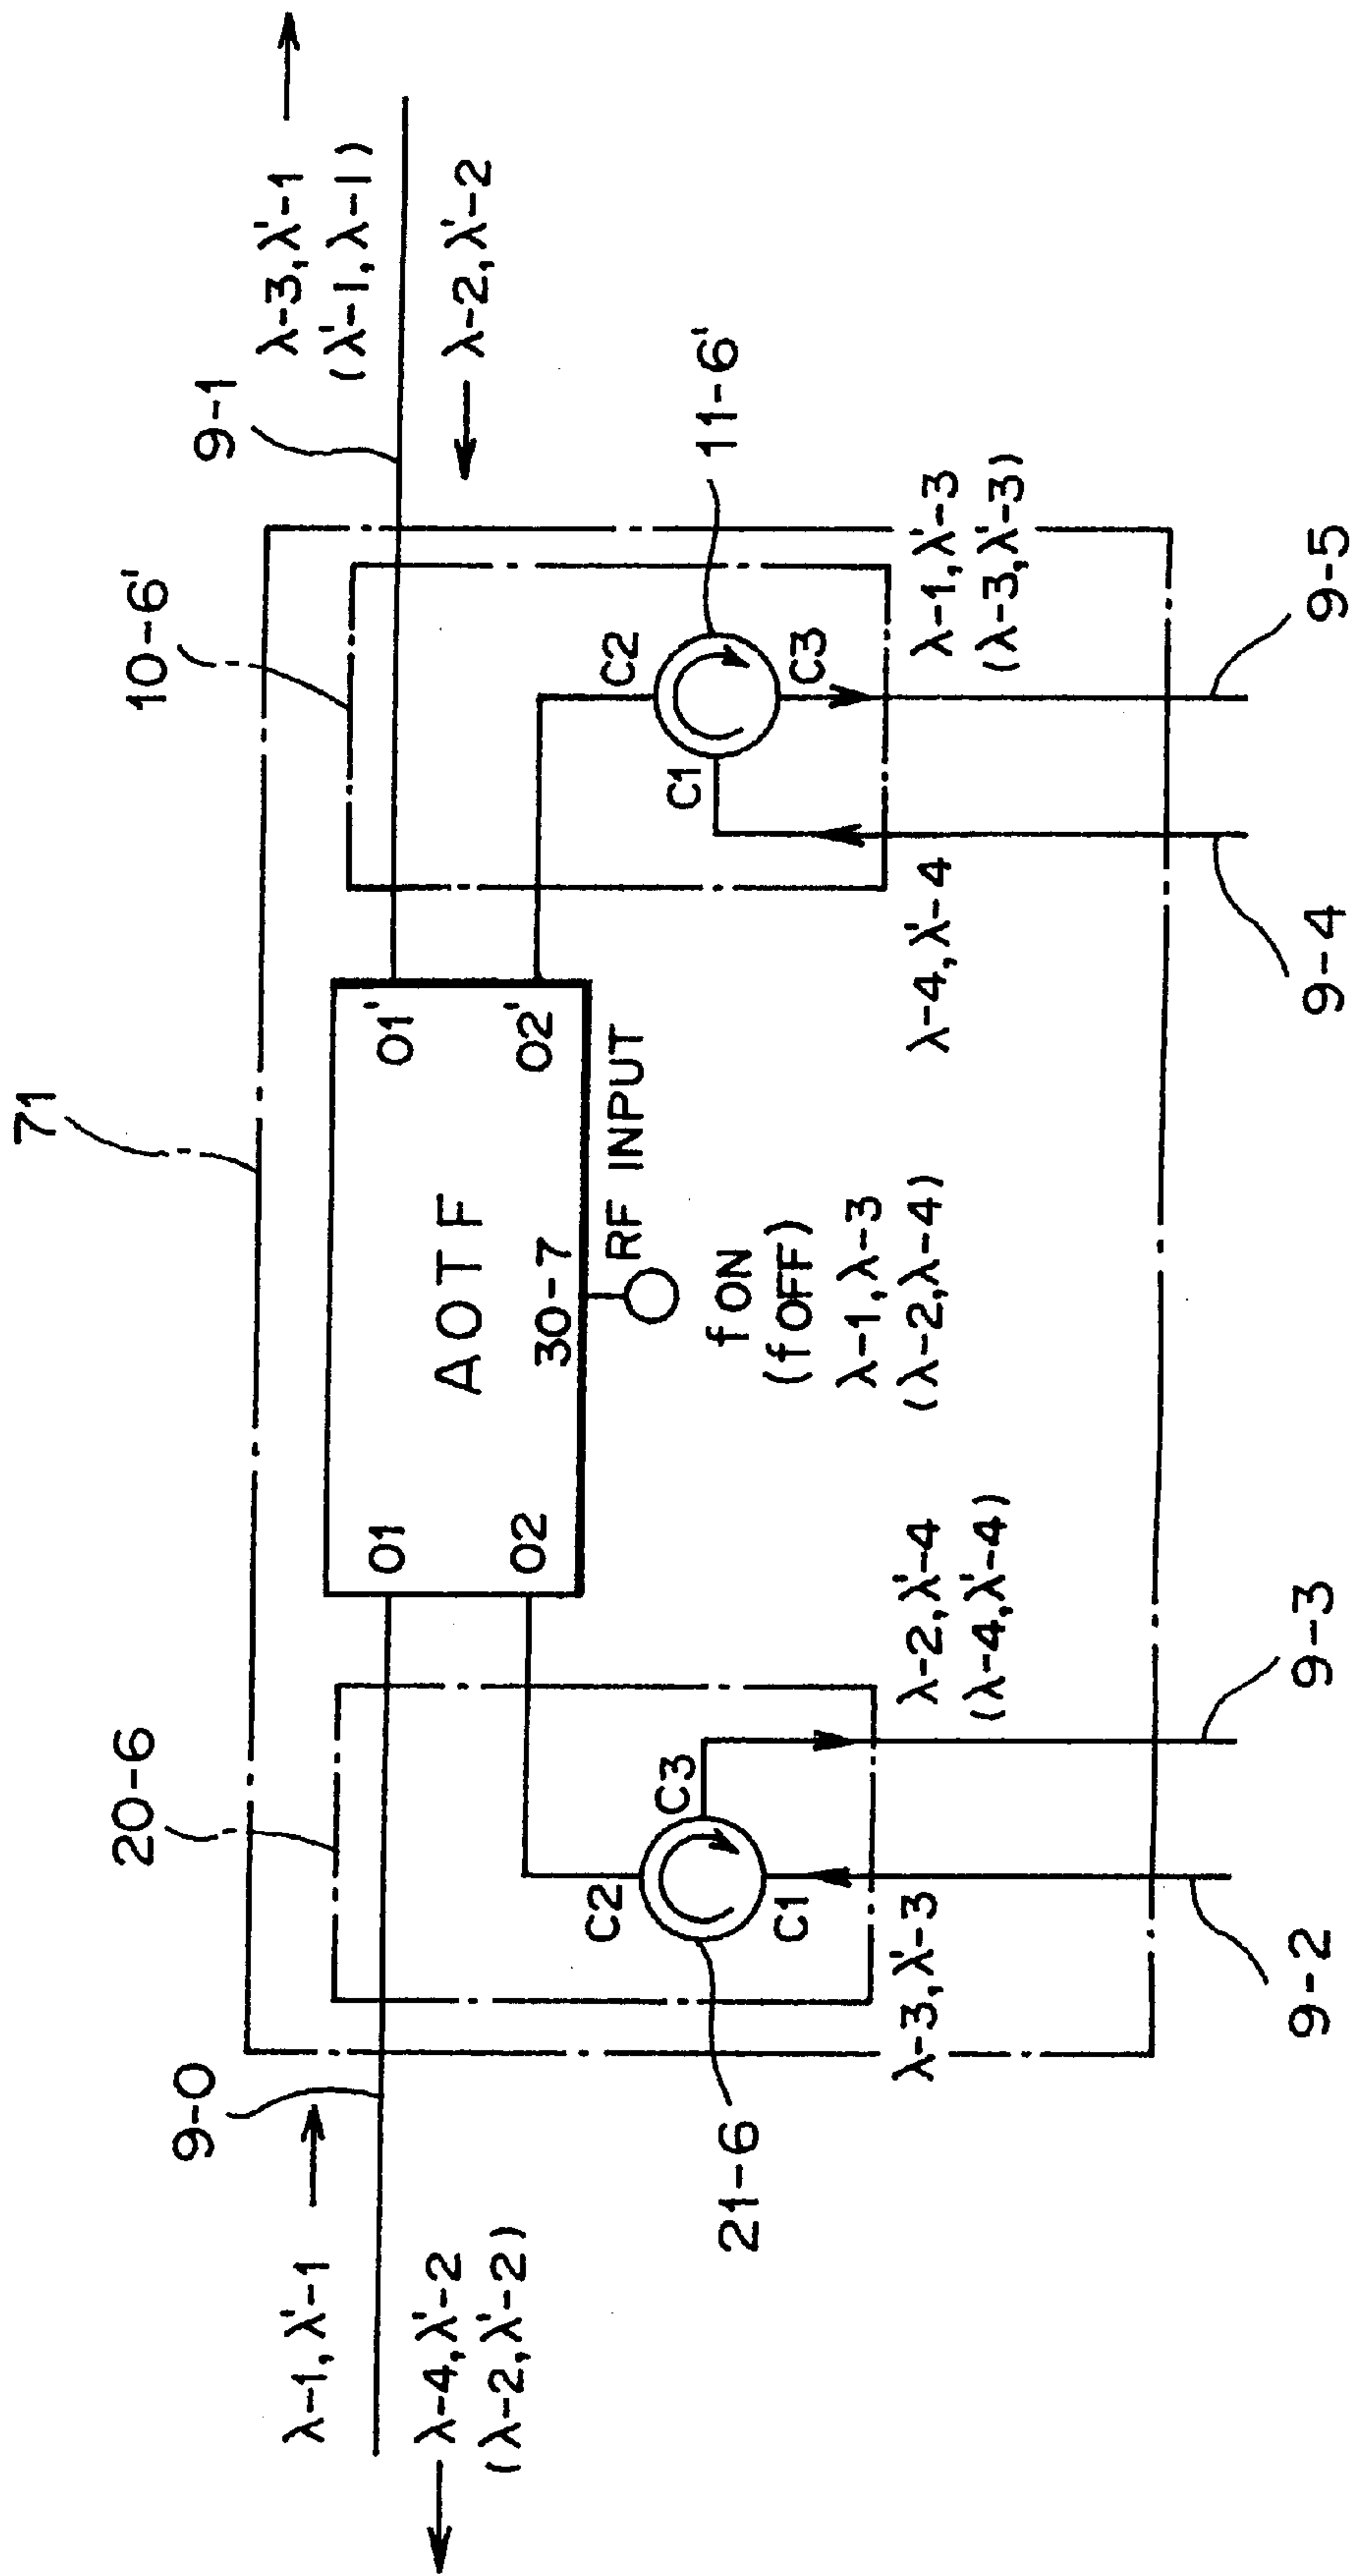 71
20-6
10-6'
9-0
9-1
λ-1, λ'-1
λ-4, λ'-2
(λ-2, λ'-2)
λ-3, λ'-1
(λ'-1, λ-1)
λ-2, λ'-2
O1
O2
AOTF
30-7
O1'
O2'
RF INPUT
f ON
(fOFF)
λ-1, λ-3
(λ-2, λ-4)
C2
C3
C1
21-6
C2
C1
C3
11-6'
λ-3, λ'-3
λ-2, λ'-4
(λ-4, λ'-4)
λ-4, λ'-4
λ-1, λ'-3
(λ-3, λ'-3)
9-2
9-3
9-4
9-5